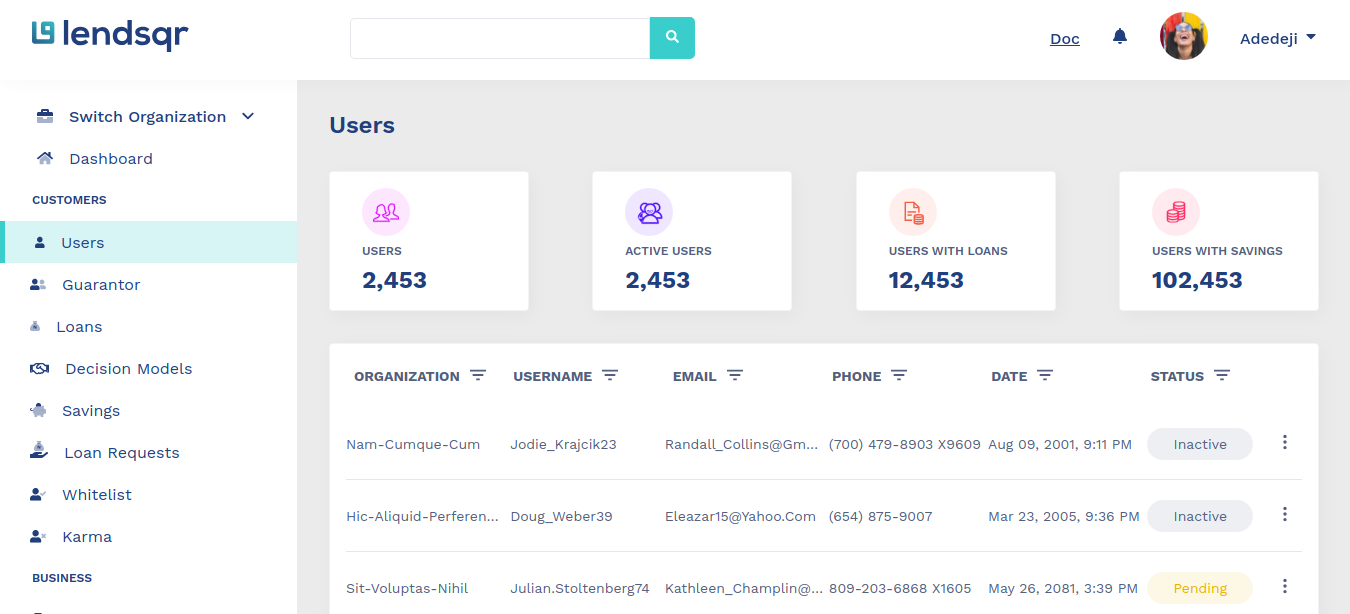 lendsqr
Doc
Adedeji
Switch Organization
Dashboard
CUSTOMERS
Users
Guarantor
Loans
Decision Models
Savings
Loan Requests
Whitelist
Karma
BUSINESS
Users
USERS
2,453
ACTIVE USERS
2,453
USERS WITH LOANS
12,453
USERS WITH SAVINGS
102,453
ORGANIZATION USERNAME EMAIL PHONE DATE STATUS
Nam-Cumque-Cum Jodie_Krajcik23 Randall_Collins@Gm... (700) 479-8903 X9609 Aug 09, 2001, 9:11 PM Inactive
Hic-Aliquid-Perferen... Doug_Weber39 Eleazar15@Yahoo.Com (654) 875-9007 Mar 23, 2005, 9:36 PM Inactive
Sit-Voluptas-Nihil Julian.Stoltenberg74 Kathleen_Champlin@... 809-203-6868 X1605 May 26, 2081, 3:39 PM Pending